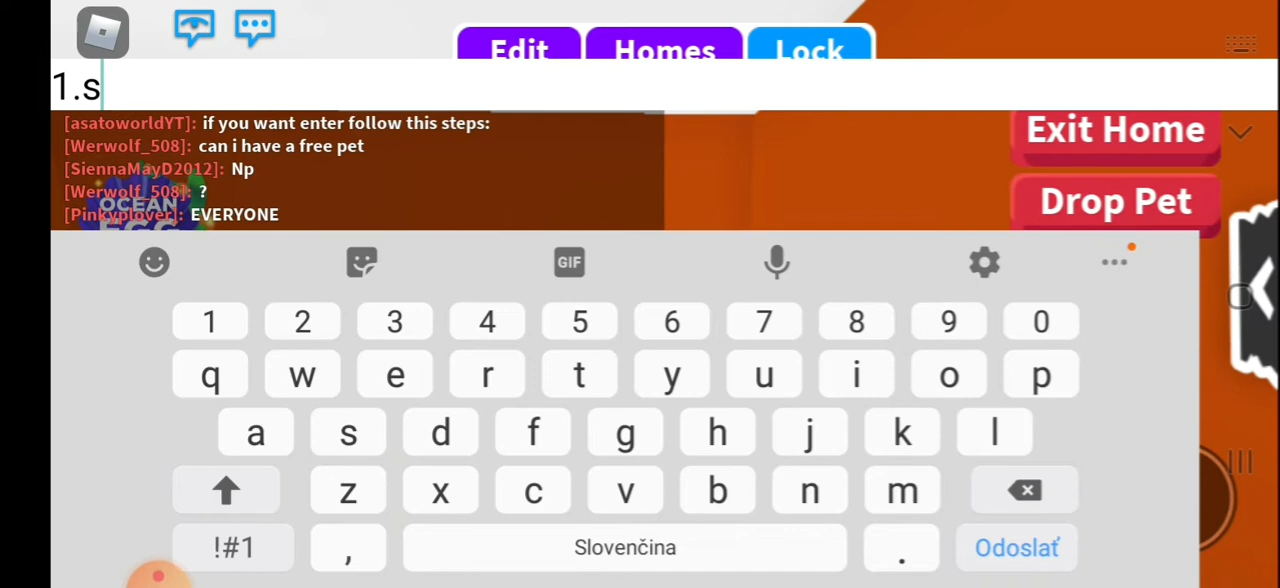 Edit Homes Lock
1.s
[asatoworldYT]: if you want enter follow this steps:
[Werwolf_508]: can i have a free pet
[SiennaMayD2012]: Np
[Werwolf_508]: ?
[Pinkyplover]: EVERYONE
OCEAN
EGG
Exit Home
Drop Pet
GIF
1 2 3 4 5 6 7 8 9 0
q w e r t y u i o p
a s d f g h j k l
z x c v b n m
!#1 , Slovenčina . Odoslať